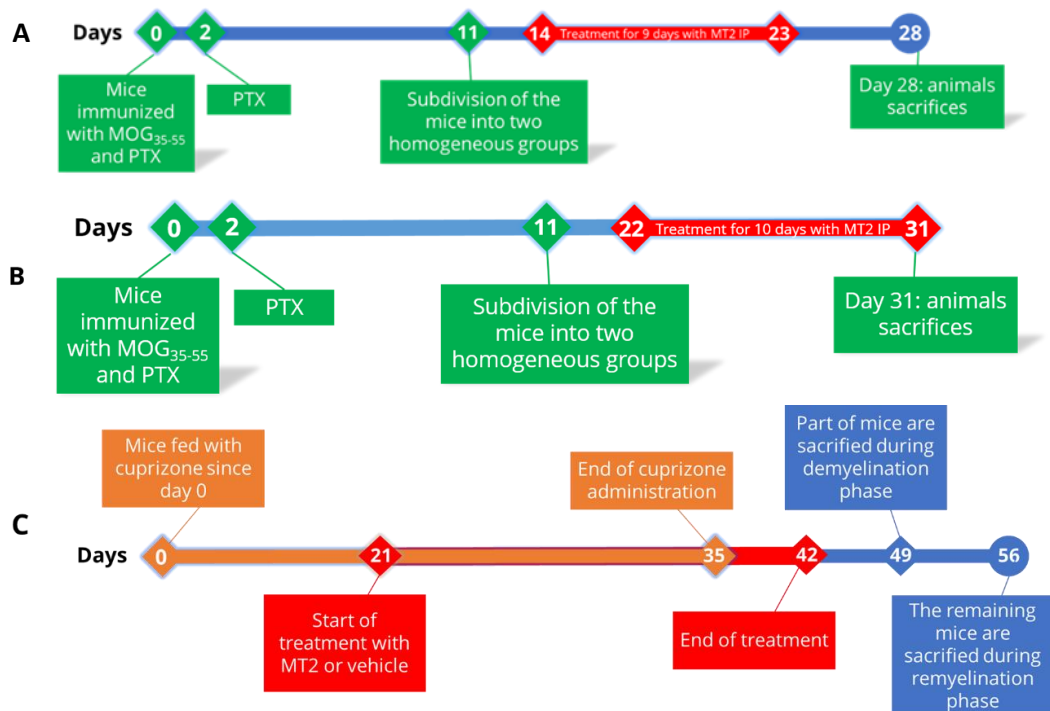 A
Days 0 2 11 14 Treatment for 9 days with MT2 IP 23 28
Mice
immunized
with MOG35-55
and PTX
PTX
Subdivision of the
mice into two
homogeneous groups
Day 28: animals
sacrifices
B
Days 0 2 11 22 Treatment for 10 days with MT2 IP 31
Mice
immunized
with MOG35-55
and PTX
PTX
Subdivision of the
mice into two
homogeneous groups
Day 31: animals
sacrifices
C
Mice fed with
cuprizone since
day 0
End of cuprizone
administration
Part of mice are
sacrified during
demyelination
phase
Days 0 21 35 42 49 56
Start of
treatment with
MT2 or vehicle
End of treatment
The remaining
mice are
sacrified during
remyelination
phase